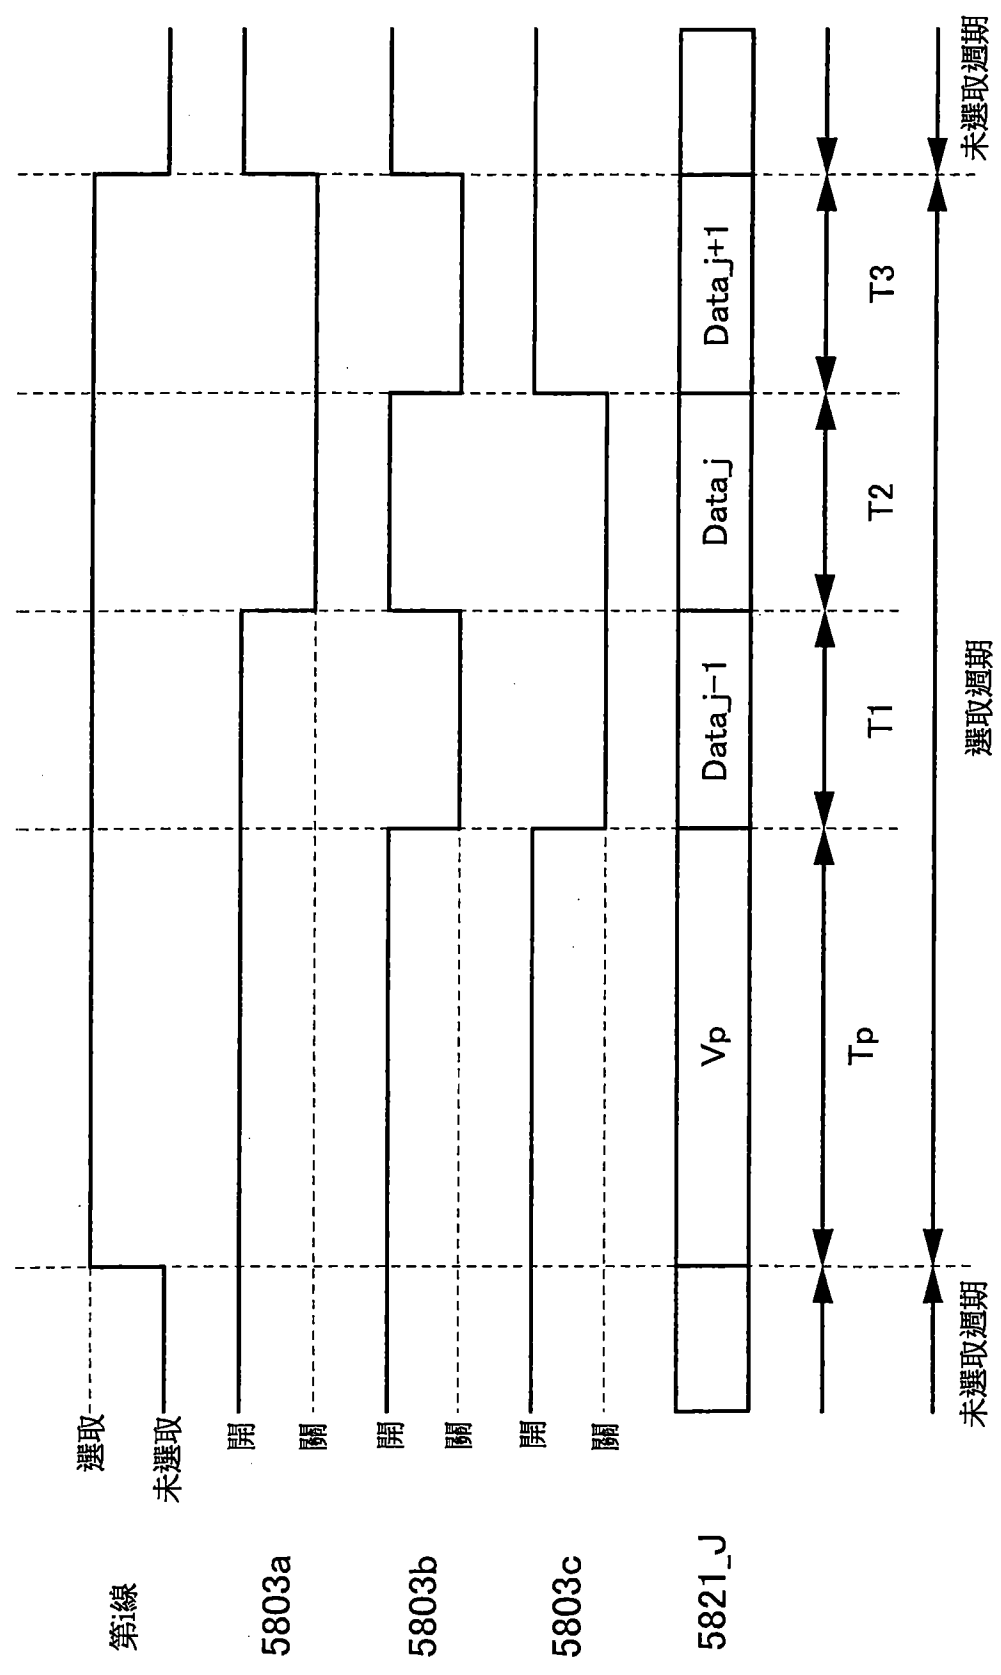 第i線
選取
未選取
5803a
開
關
5803b
開
關
5803c
開
關
5821_J
Vp
Data_j-1
Data_j
Data_j+1
Tp
T1
T2
T3
未選取週期
選取週期
未選取週期